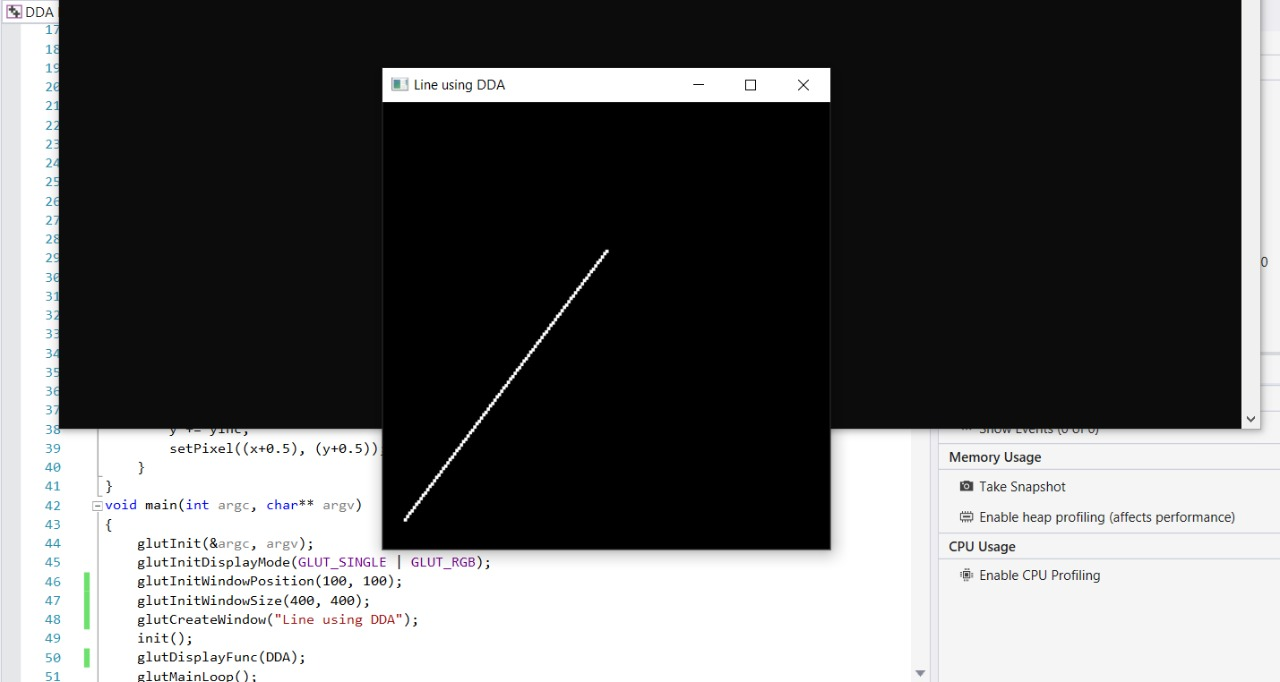 DDA
17
18
19
20
21
22
23
24
25
26
27
28
29
30
31
32
33
34
35
36
37
Line using DDA
0
38 y += yinc;
39 setPixel((x+0.5), (y+0.5))
40 }
41 }
42 void main(int argc, char** argv)
43 {
44 glutInit(&argc, argv);
45 glutInitDisplayMode(GLUT_SINGLE | GLUT_RGB);
46 glutInitWindowPosition(100, 100);
47 glutInitWindowSize(400, 400);
48 glutCreateWindow("Line using DDA");
49 init();
50 glutDisplayFunc(DDA);
51 glutMainLoop();
Show Events (0 of 0)
Memory Usage
Take Snapshot
Enable heap profiling (affects performance)
CPU Usage
Enable CPU Profiling